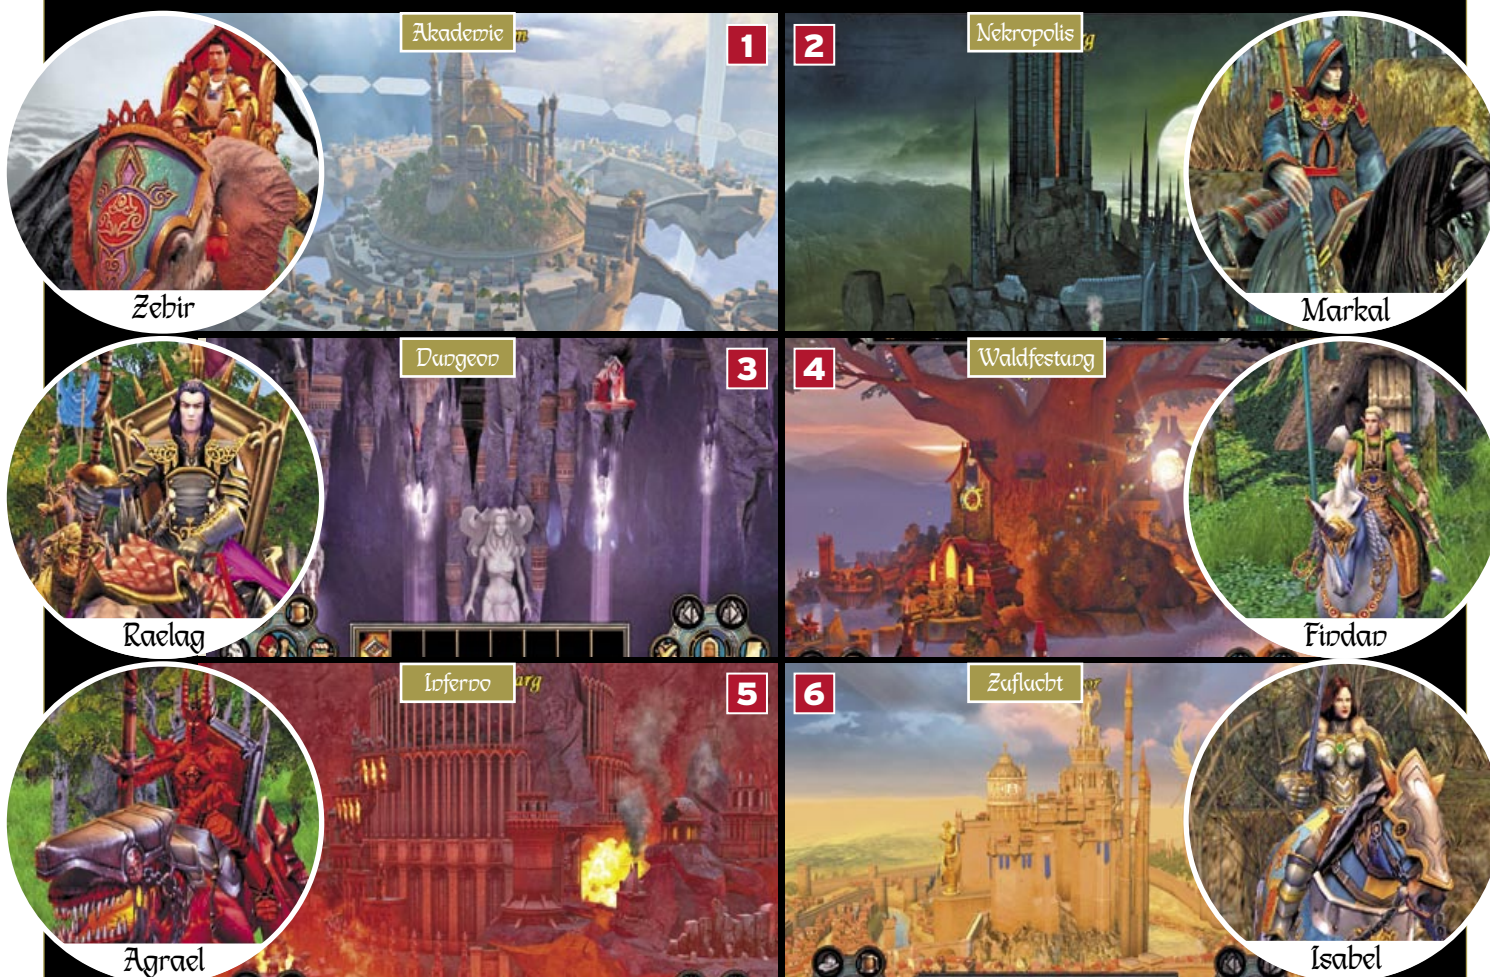 Akademie
1
Zehir
2
Nekropolis
Markal
Dungeon
3
Raelag
4
Waldfestung
Findan
Inferno
5
Agrael
6
Zuflucht
Isabel